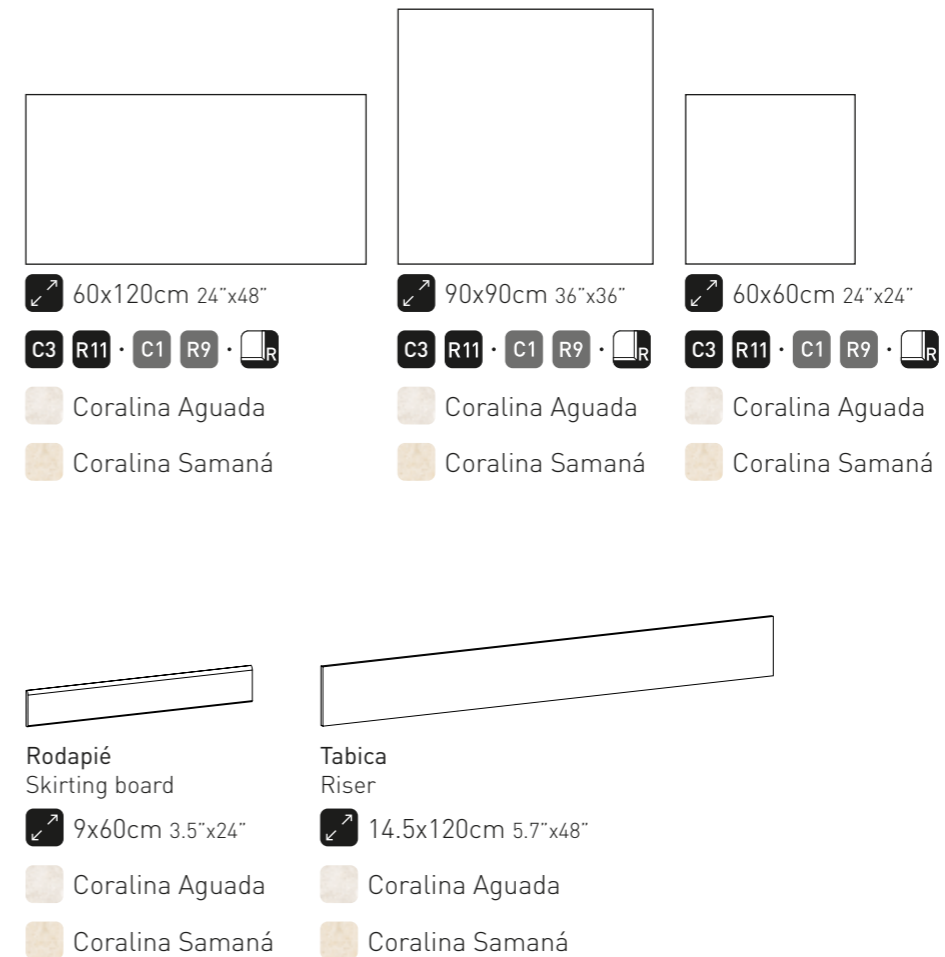 60x120cm 24"x48"
C3 R11 · C1 R9 · R
Coralina Aguada
Coralina Samaná
90x90cm 36"x36"
C3 R11 · C1 R9 · R
Coralina Aguada
Coralina Samaná
60x60cm 24"x24"
C3 R11 · C1 R9 · R
Coralina Aguada
Coralina Samaná
Rodapié
Skirting board
9x60cm 3.5"x24"
Coralina Aguada
Coralina Samaná
Tabica
Riser
14.5x120cm 5.7"x48"
Coralina Aguada
Coralina Samaná